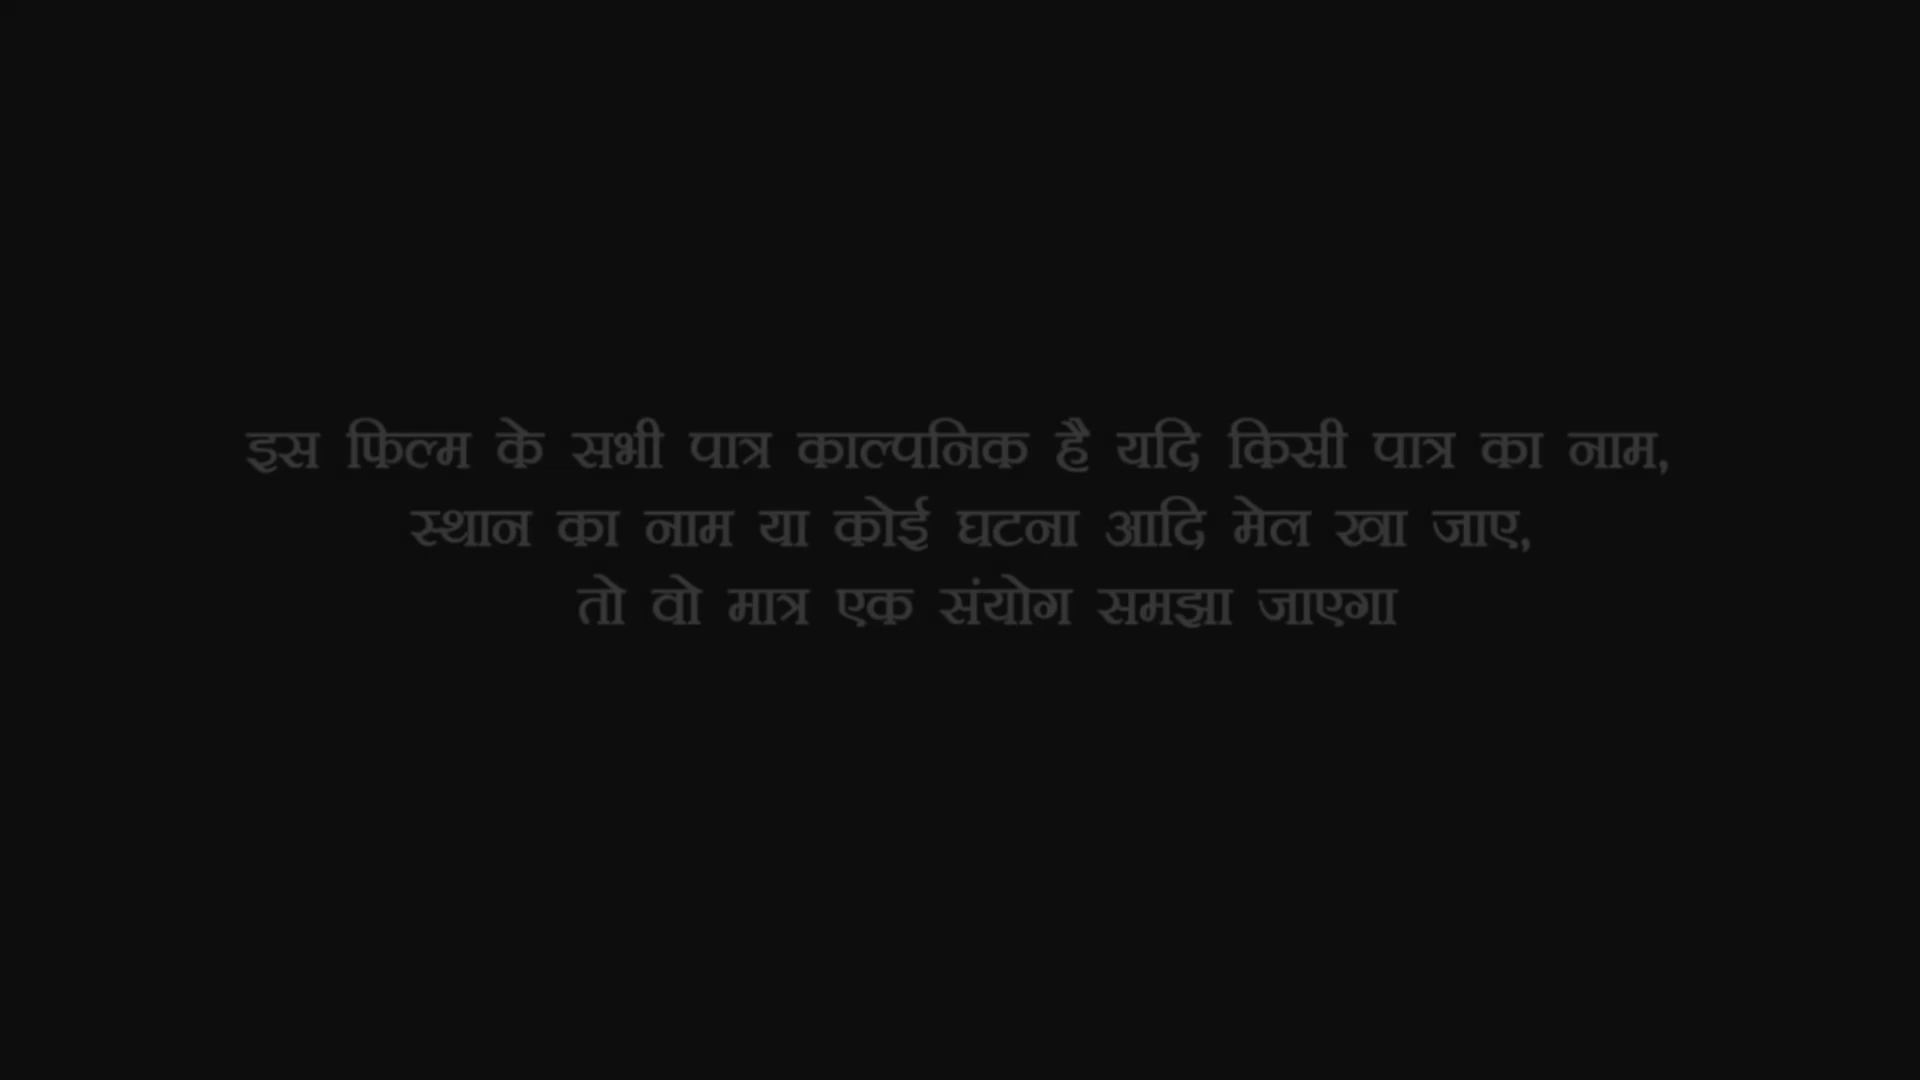 इस फिल्म के सभी पात्र काल्पनिक है यदि किसी पात्र का नाम,
स्थान का नाम या कोई घटना आदि मेल खा जाए,
तो वो मात्र एक संयोग समझा जाएगा